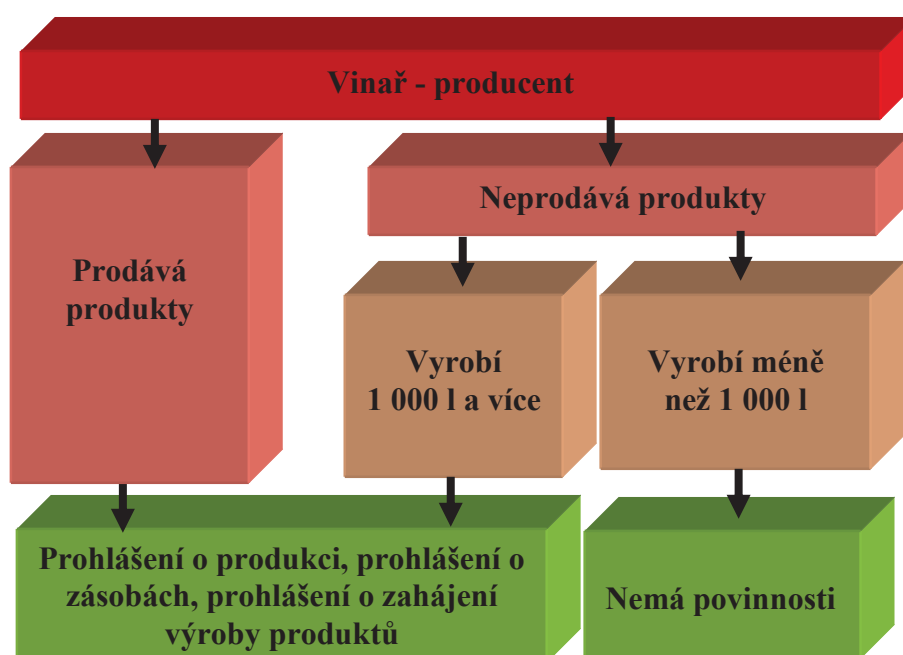 Vinař - producent
Neprodává produkty
Prodává
produkty
Vyrobí
1 000 l a více
Vyrobí méně
než 1 000 l
Prohlášení o produkci, prohlášení o
zásobách, prohlášení o zahájení
výroby produktů
Nemá povinnosti